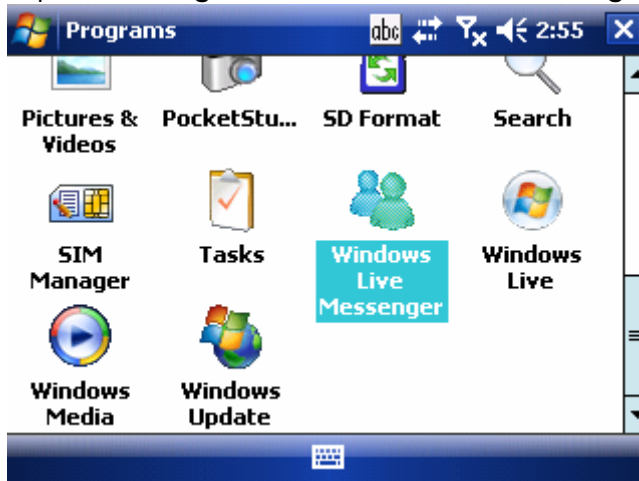 Programs abc 2:55
Pictures & PocketStu... SD Format Search
Videos
SIM Tasks Windows Windows
Manager Live Live
Messenger
Windows Windows
Media Update